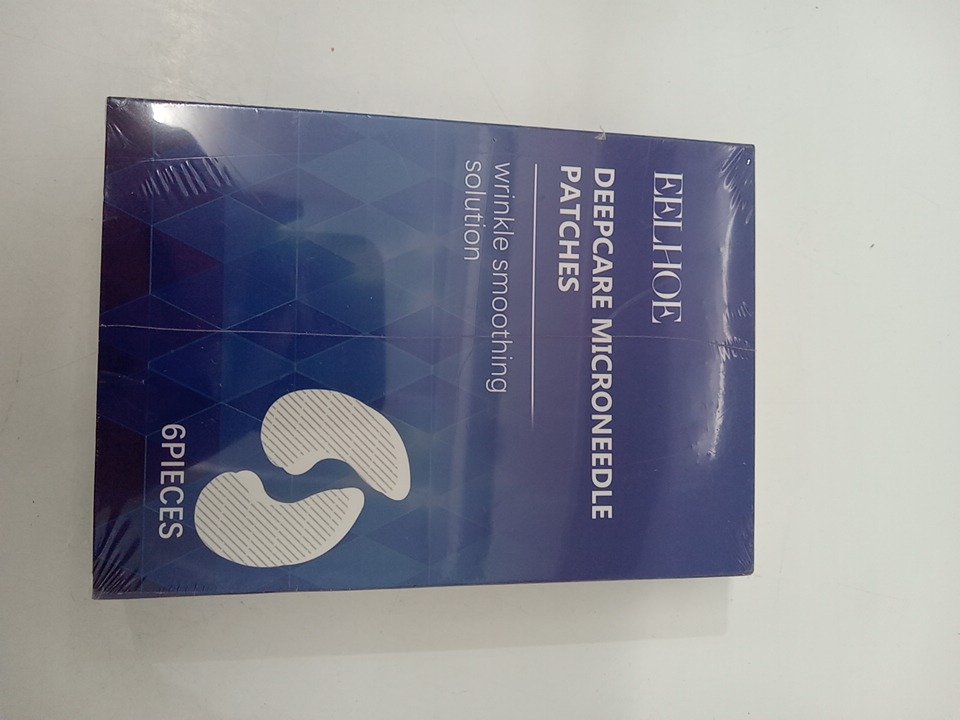 EELHOE
DEEPCARE MICRONEEDLE
PATCHES
wrinkle smoothing
solution
6PIECES